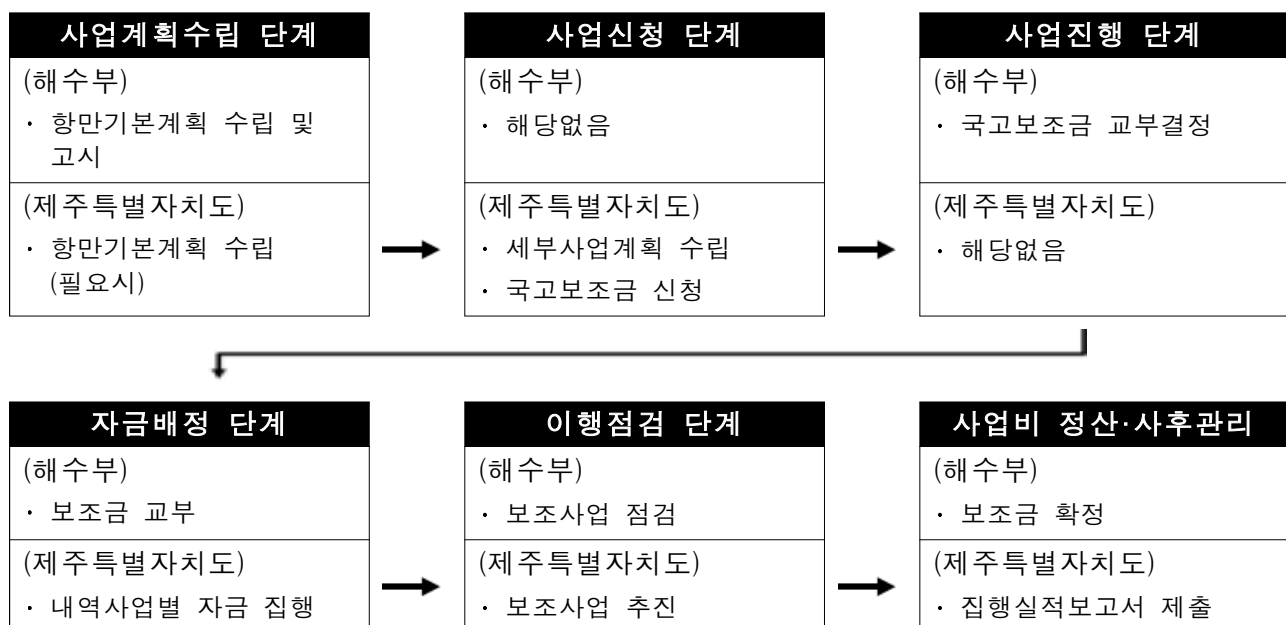 사업계획수립 단계
(해수부)
· 항만기본계획 수립 및
고시
(제주특별자치도)
· 항만기본계획 수립
(필요시)
사업신청 단계
(해수부)
· 해당없음
(제주특별자치도)
· 세부사업계획 수립
· 국고보조금 신청
사업진행 단계
(해수부)
· 국고보조금 교부결정
(제주특별자치도)
· 해당없음
자금배정 단계
(해수부)
· 보조금 교부
(제주특별자치도)
· 내역사업별 자금 집행
이행점검 단계
(해수부)
· 보조사업 점검
(제주특별자치도)
· 보조사업 추진
사업비 정산·사후관리
(해수부)
· 보조금 확정
(제주특별자치도)
· 집행실적보고서 제출